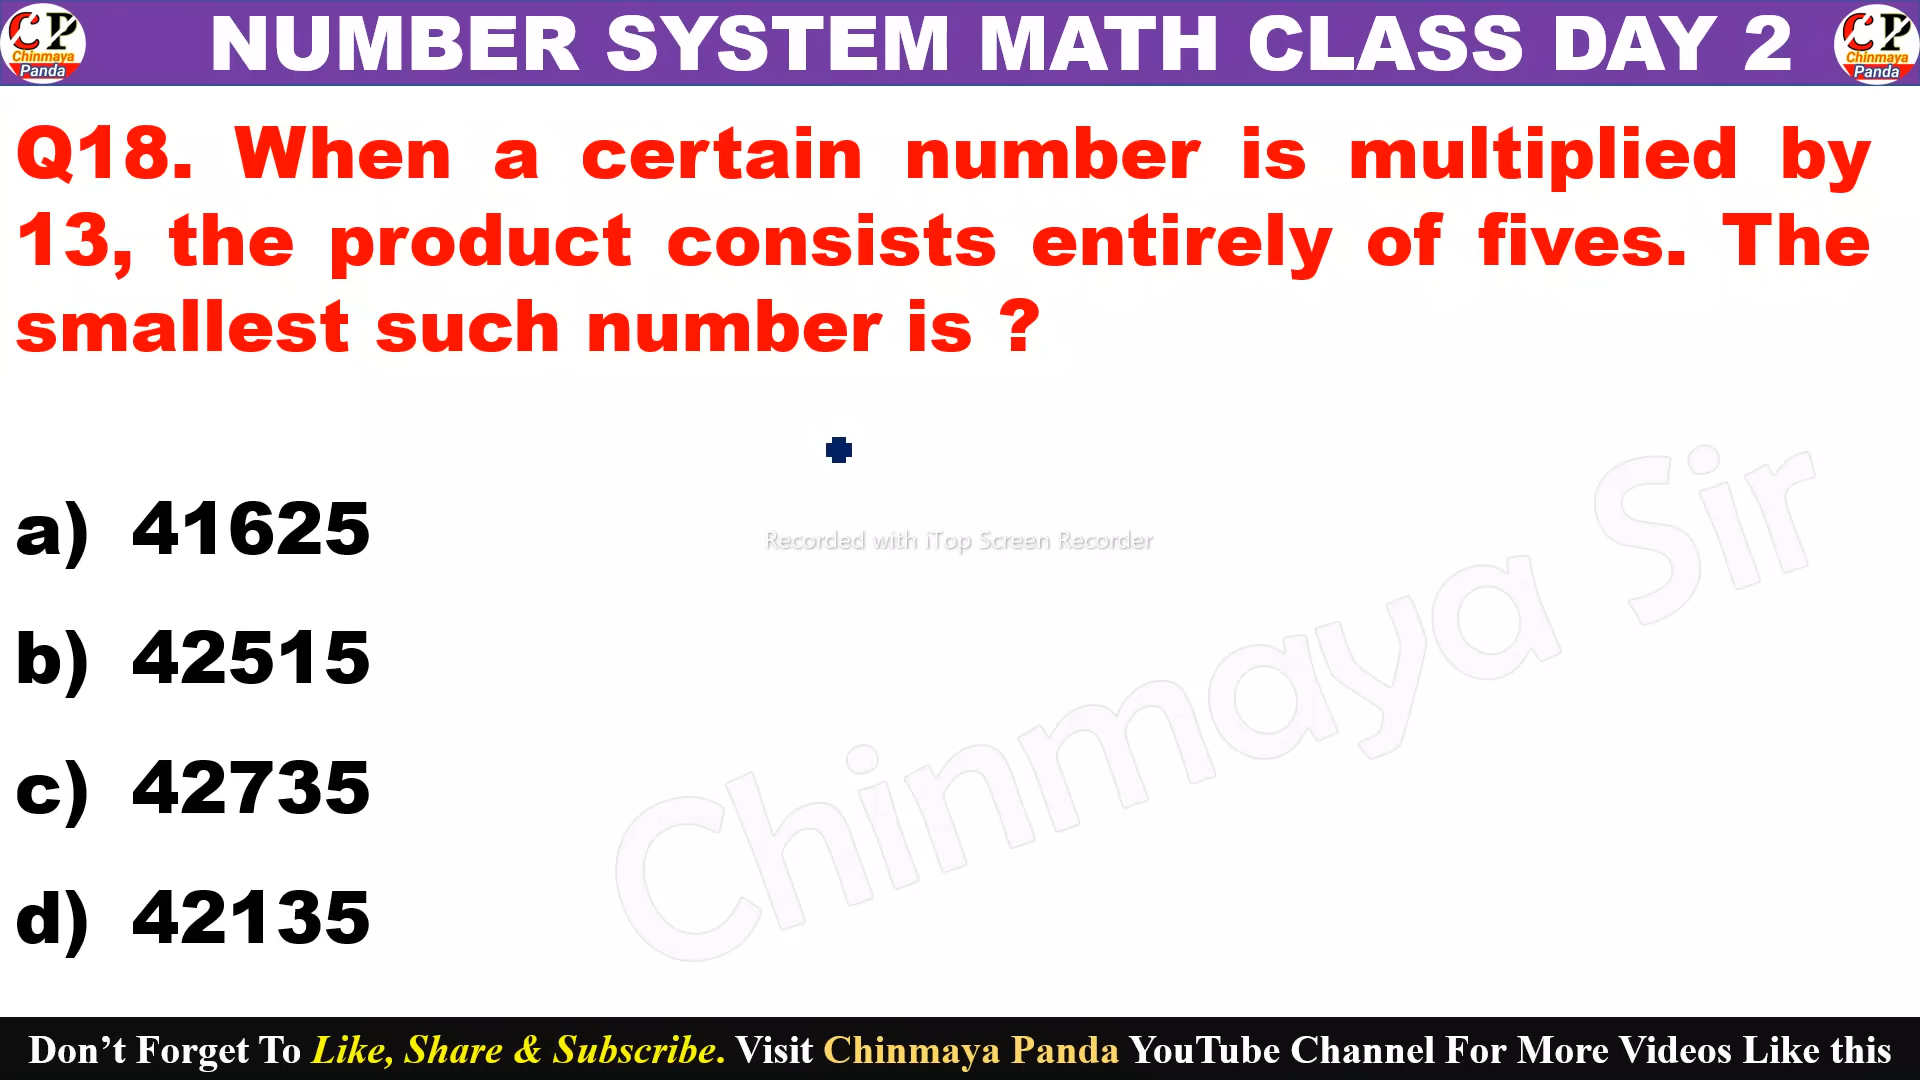 CP
Chinmaya
Panda
NUMBER SYSTEM MATH CLASS DAY 2
CP
Chinmaya
Panda
Q18. When a certain number is multiplied by
13, the product consists entirely of fives. The
smallest such number is ?
a) 41625
Recorded with iTop Screen Recorder
b) 42515
c) 42735
d) 42135
Chinmaya Sir
Don’t Forget To Like, Share & Subscribe. Visit Chinmaya Panda YouTube Channel For More Videos Like this